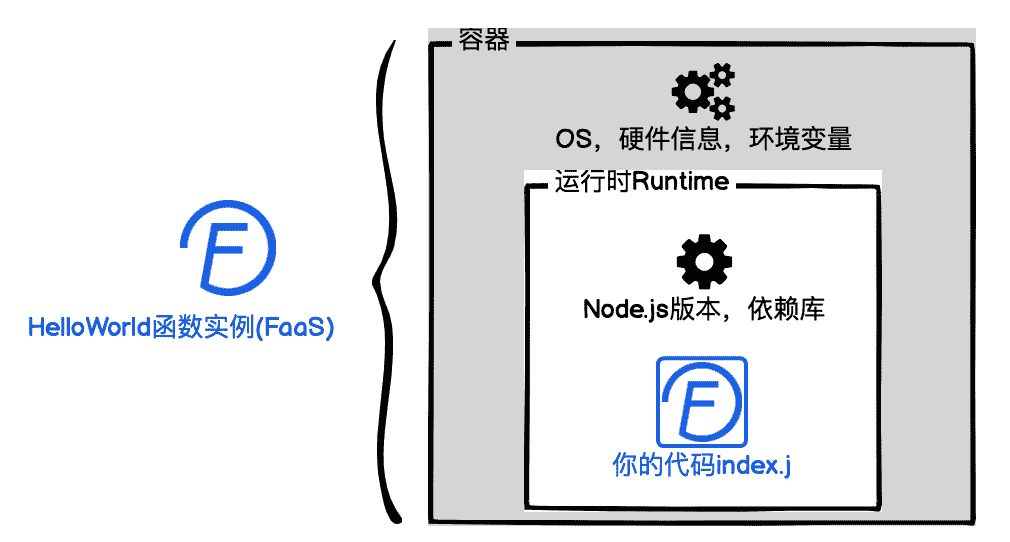 容器
OS，硬件信息，环境变量
运行时Runtime
Node.js版本，依赖库
HelloWorld函数实例(FaaS)
你的代码index.j